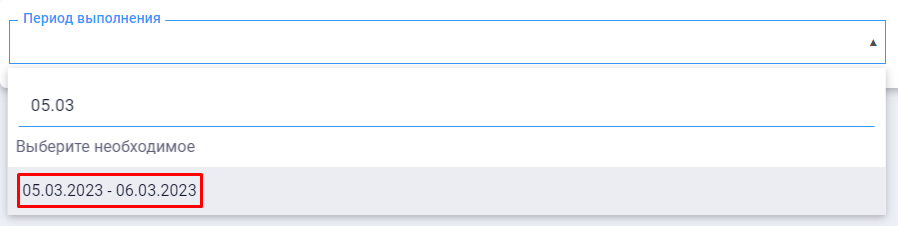 Период выполнения
05.03
Выберите необходимое
05.03.2023 - 06.03.2023